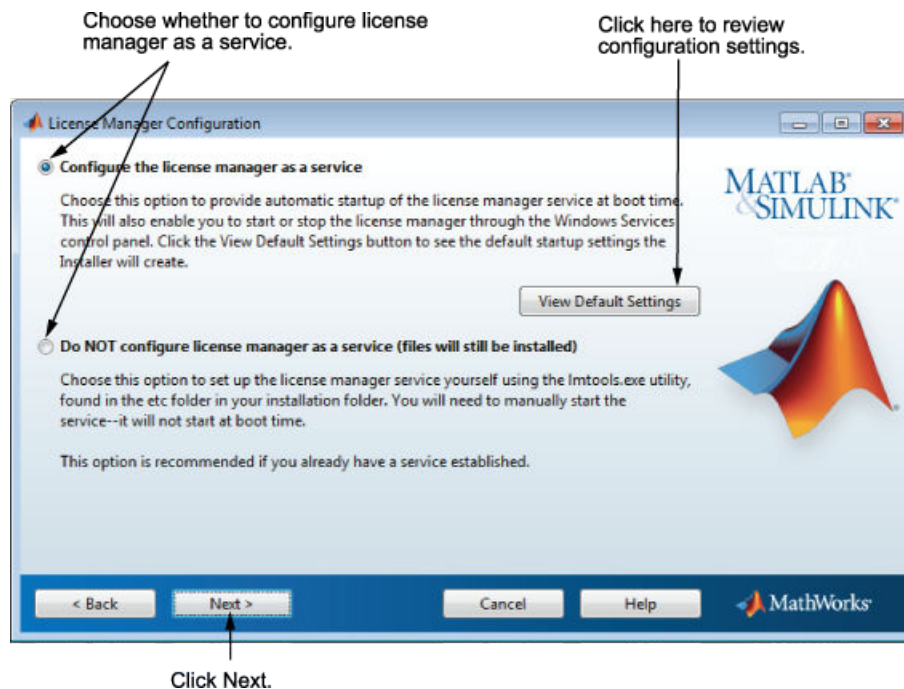 Choose whether to configure license
manager as a service.
Click here to review
configuration settings.
License Manager Configuration
Configure the license manager as a service
Choose this option to provide automatic startup of the license manager service at boot time.
This will also enable you to start or stop the license manager through the Windows Services
control panel. Click the View Default Settings button to see the default startup settings the
Installer will create.
MATLAB®
&SIMULINK®
View Default Settings
Do NOT configure license manager as a service (files will still be installed)
Choose this option to set up the license manager service yourself using the lmtools.exe utility,
found in the etc folder in your installation folder. You will need to manually start the
service--it will not start at boot time.
This option is recommended if you already have a service established.
< Back
Next >
Cancel
Help
MathWorks®
Click Next.